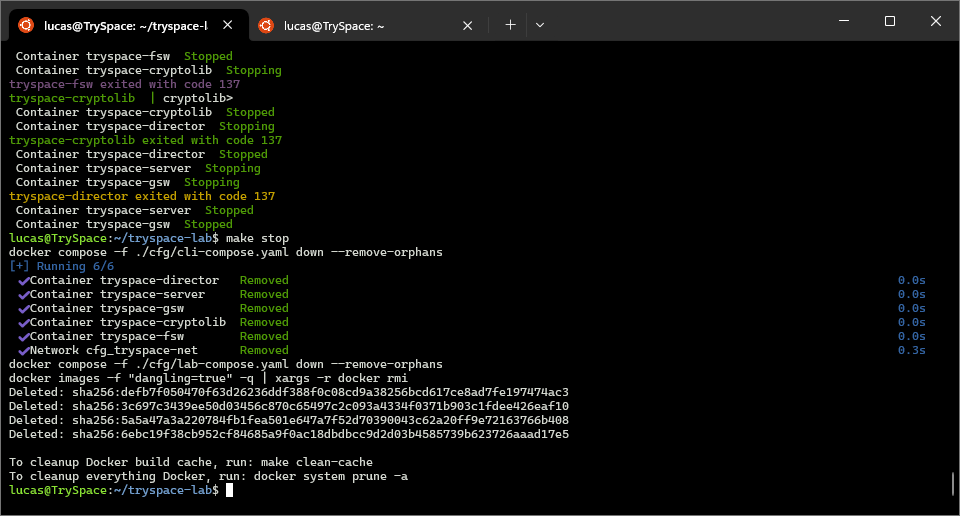 lucas@TrySpace: ~/tryspace-l
lucas@TrySpace: ~
Container tryspace-fsw  Stopped
Container tryspace-cryptolib  Stopping
tryspace-fsw exited with code 137
tryspace-cryptolib  | cryptolib>
Container tryspace-cryptolib  Stopped
Container tryspace-director  Stopping
tryspace-cryptolib exited with code 137
Container tryspace-director  Stopped
Container tryspace-server  Stopping
Container tryspace-gsw  Stopping
tryspace-director exited with code 137
Container tryspace-server  Stopped
Container tryspace-gsw  Stopped
lucas@TrySpace:~/tryspace-lab$ make stop
docker compose -f ./cfg/cli-compose.yaml down --remove-orphans
[+] Running 6/6
✔Container tryspace-director   Removed   0.0s
✔Container tryspace-server     Removed   0.0s
✔Container tryspace-gsw        Removed   0.0s
✔Container tryspace-cryptolib  Removed   0.0s
✔Container tryspace-fsw        Removed   0.0s
✔Network cfg_tryspace-net      Removed   0.3s
docker compose -f ./cfg/lab-compose.yaml down --remove-orphans
docker images -f "dangling=true" -q | xargs -r docker rmi
Deleted: sha256:defb7f050470f63d26236ddf388f0c08cd9a38256bcd617ce8ad7fe197474ac3
Deleted: sha256:3c697c3439ee50d03456c870c65497c2c093a4334f0371b903c1fdee426eaf10
Deleted: sha256:5a5a47a3a220784fb1fea501e647a7f52d70390043c62a20ff9e72163766b408
Deleted: sha256:6ebc19f38cb952cf84685a9f0ac18dbdbcc9d2d03b4585739b623726aaad17e5
To cleanup Docker build cache, run: make clean-cache
To cleanup everything Docker, run: docker system prune -a
lucas@TrySpace:~/tryspace-lab$